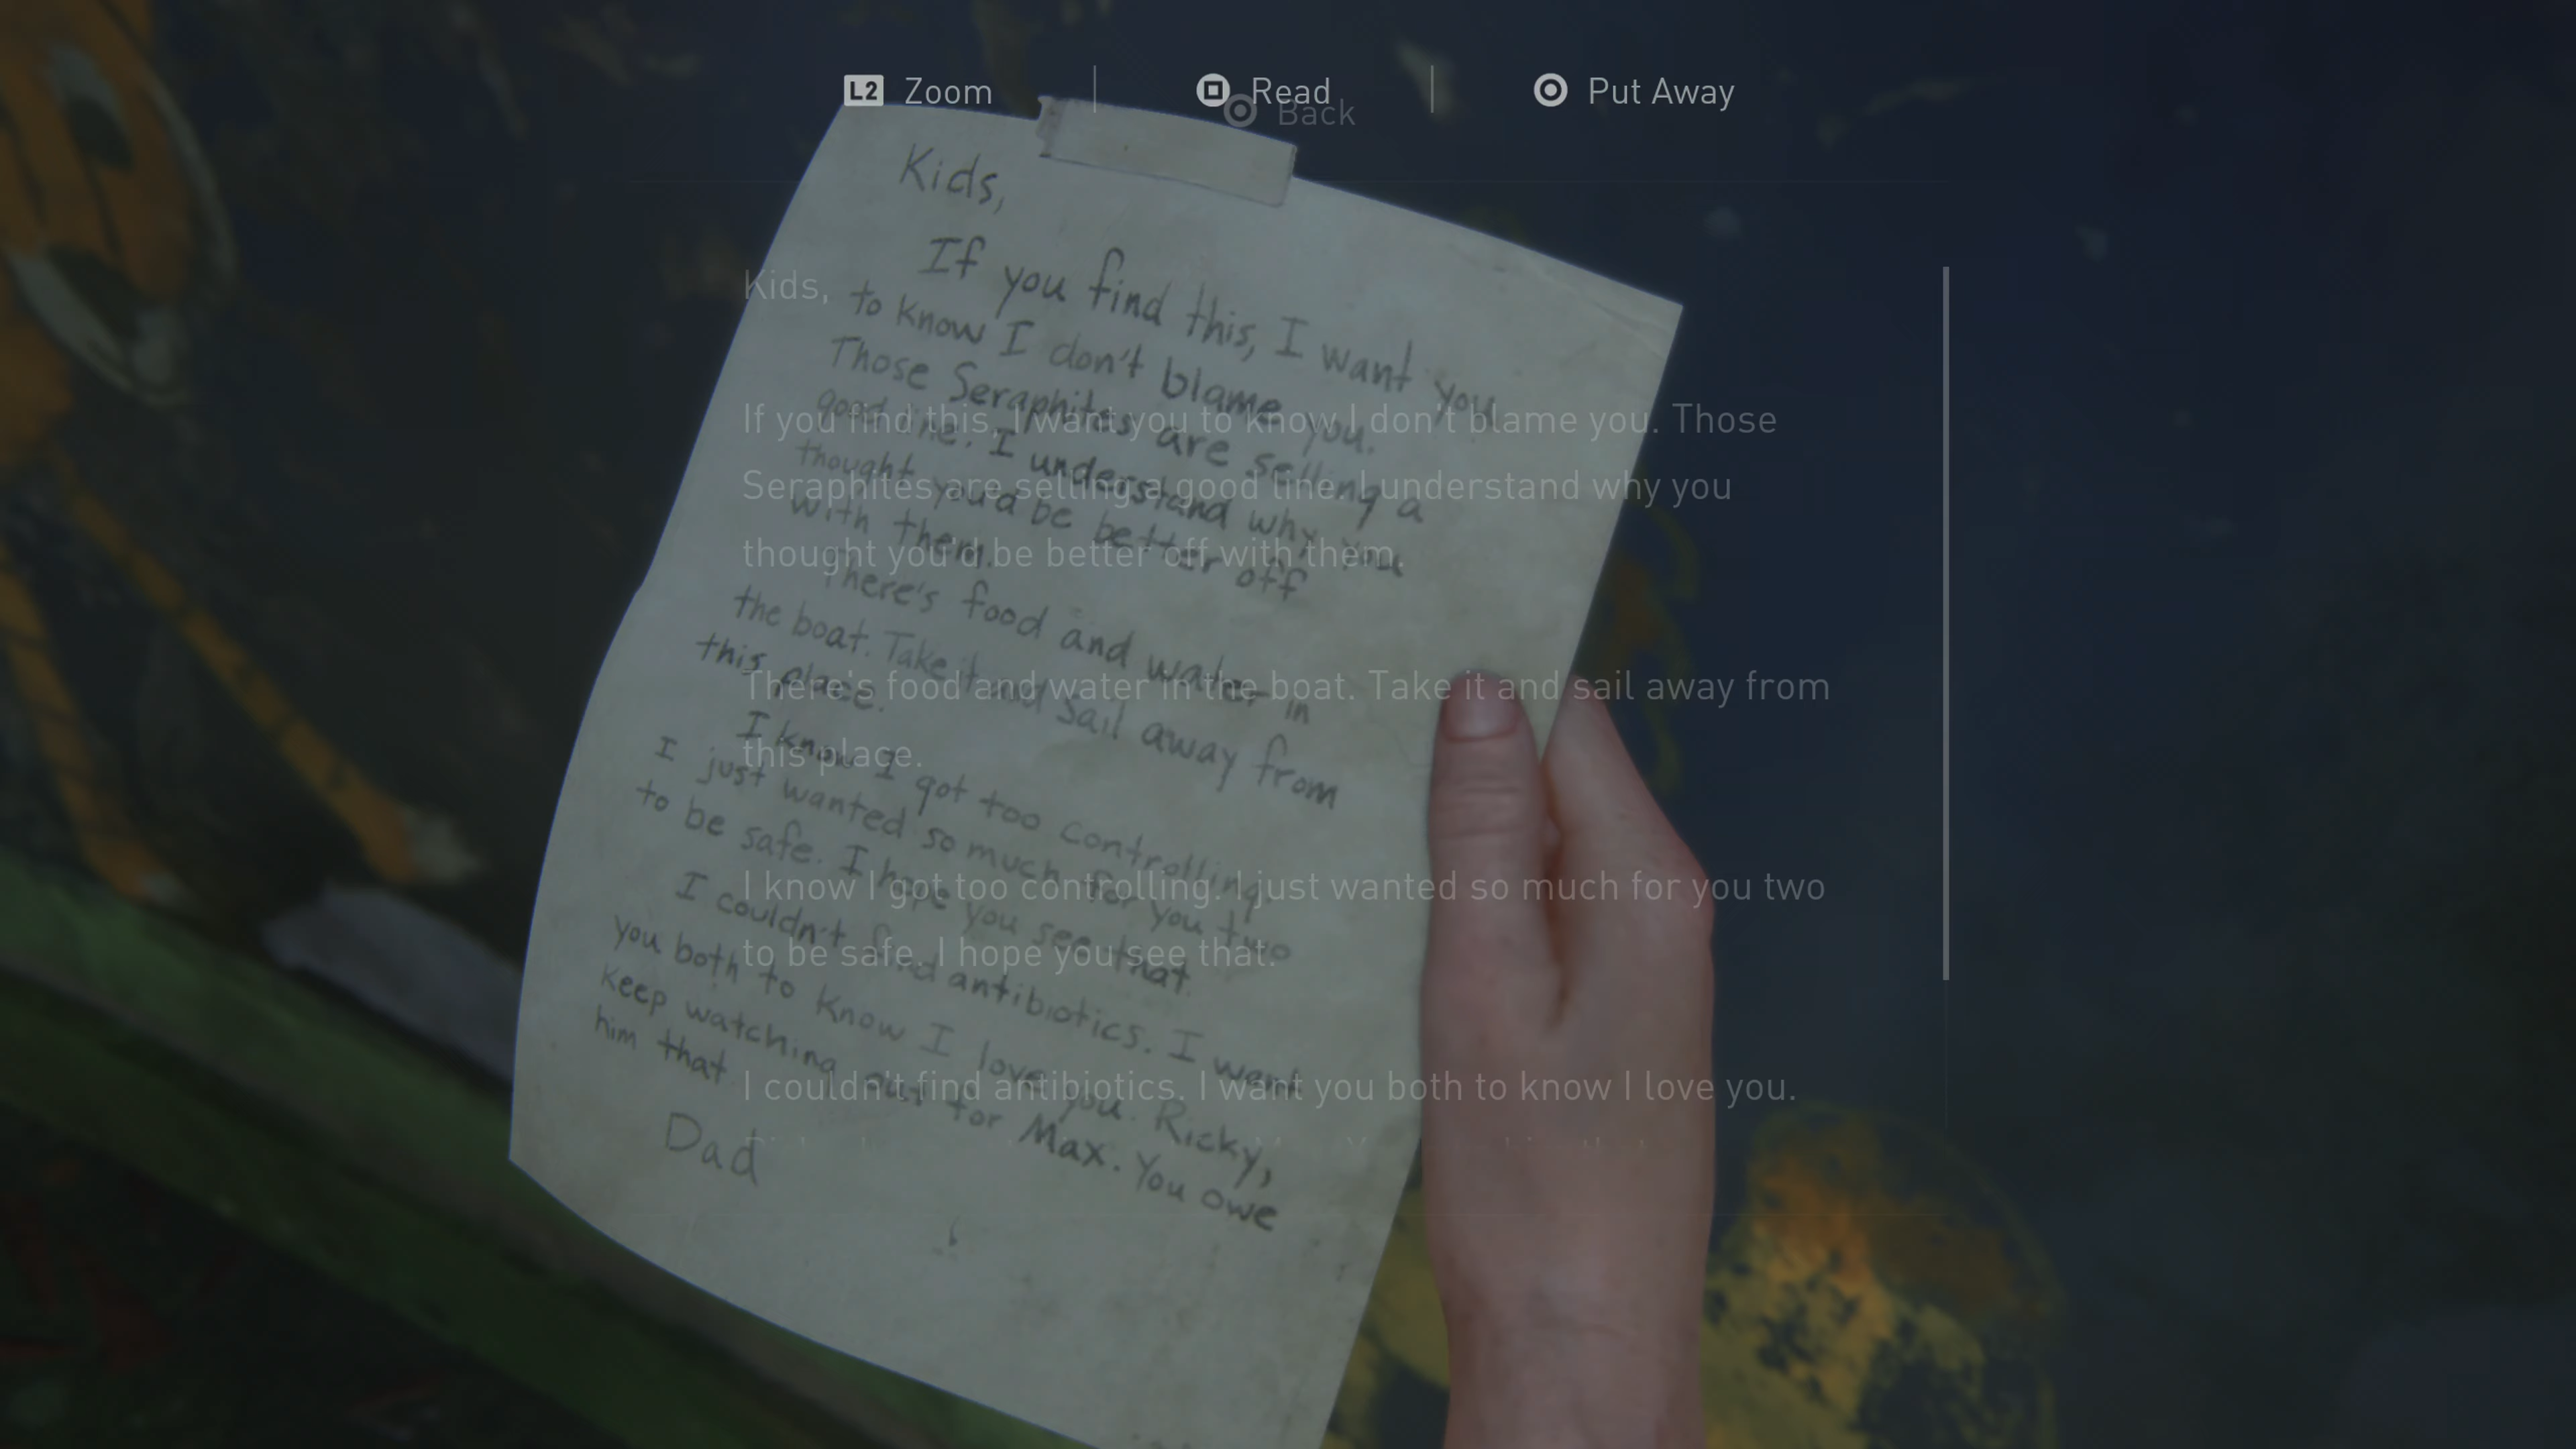 L2 Zoom
Read
Put Away
Back
Kids,
If you find this, I want you
to know I don't blame you.
Those Seraphites are selling a
good line. I understand why you
thought you'd be better off
with them.
There's food and water in
the boat. Take it and sail away from
this place.
I know I got too controlling.
I just wanted so much for you two
to be safe. I hope you see that.
I couldn't find antibiotics. I want
you both to know I love you. Ricky,
keep watching out for Max. You owe
him that
Dad
Kids,
If you find this, I want you to know I don't blame you. Those
Seraphites are selling a good line. I understand why you
thought you'd be better off with them.
There's food and water in the boat. Take it and sail away from
this place.
I know I got too controlling. I just wanted so much for you two
to be safe. I hope you see that.
I couldn't find antibiotics. I want you both to know I love you.